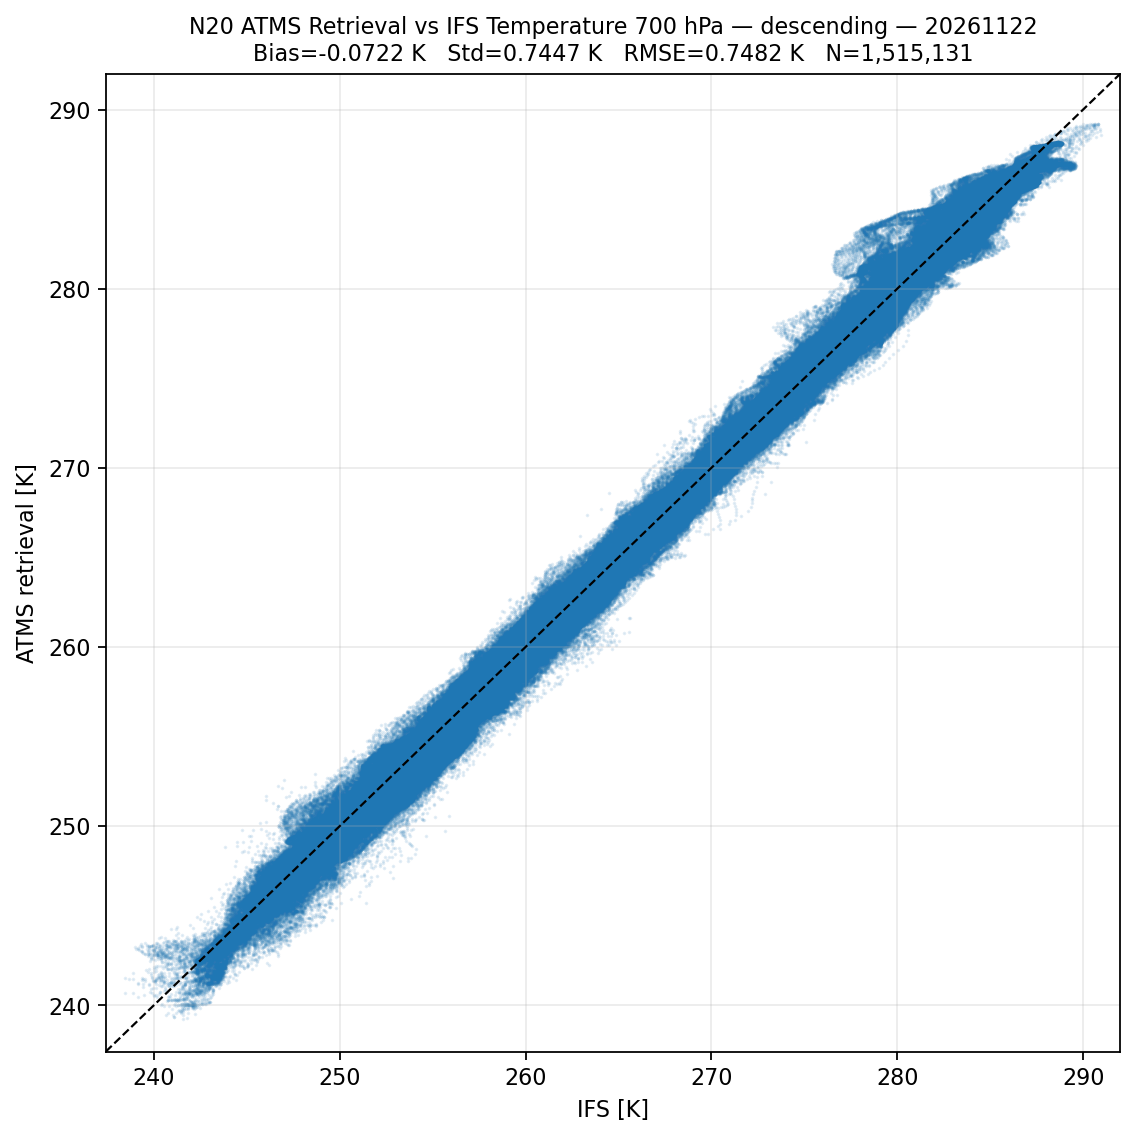 N20 ATMS Retrieval vs IFS Temperature 700 hPa — descending — 20261122
Bias=-0.0722 K   Std=0.7447 K   RMSE=0.7482 K   N=1,515,131
290
280
270
260
250
240
ATMS retrieval [K]
240 250 260 270 280 290
IFS [K]